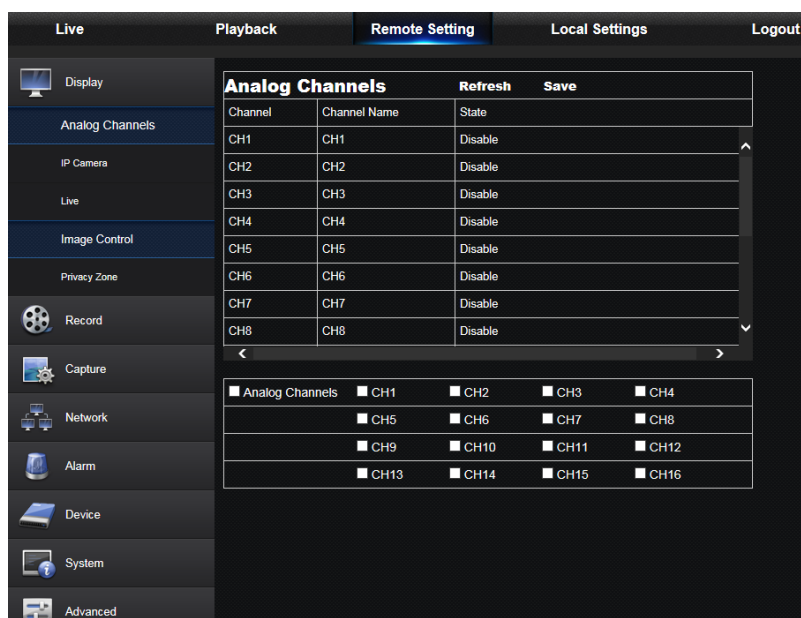 Live Playback Remote Setting Local Settings Logout
Display
Analog Channels
IP Camera
Live
Image Control
Privacy Zone
Record
Capture
Network
Alarm
Device
System
Advanced
Analog Channels Refresh Save
Channel Channel Name State
CH1 CH1 Disable
CH2 CH2 Disable
CH3 CH3 Disable
CH4 CH4 Disable
CH5 CH5 Disable
CH6 CH6 Disable
CH7 CH7 Disable
CH8 CH8 Disable
Analog Channels CH1 CH2 CH3 CH4
CH5 CH6 CH7 CH8
CH9 CH10 CH11 CH12
CH13 CH14 CH15 CH16